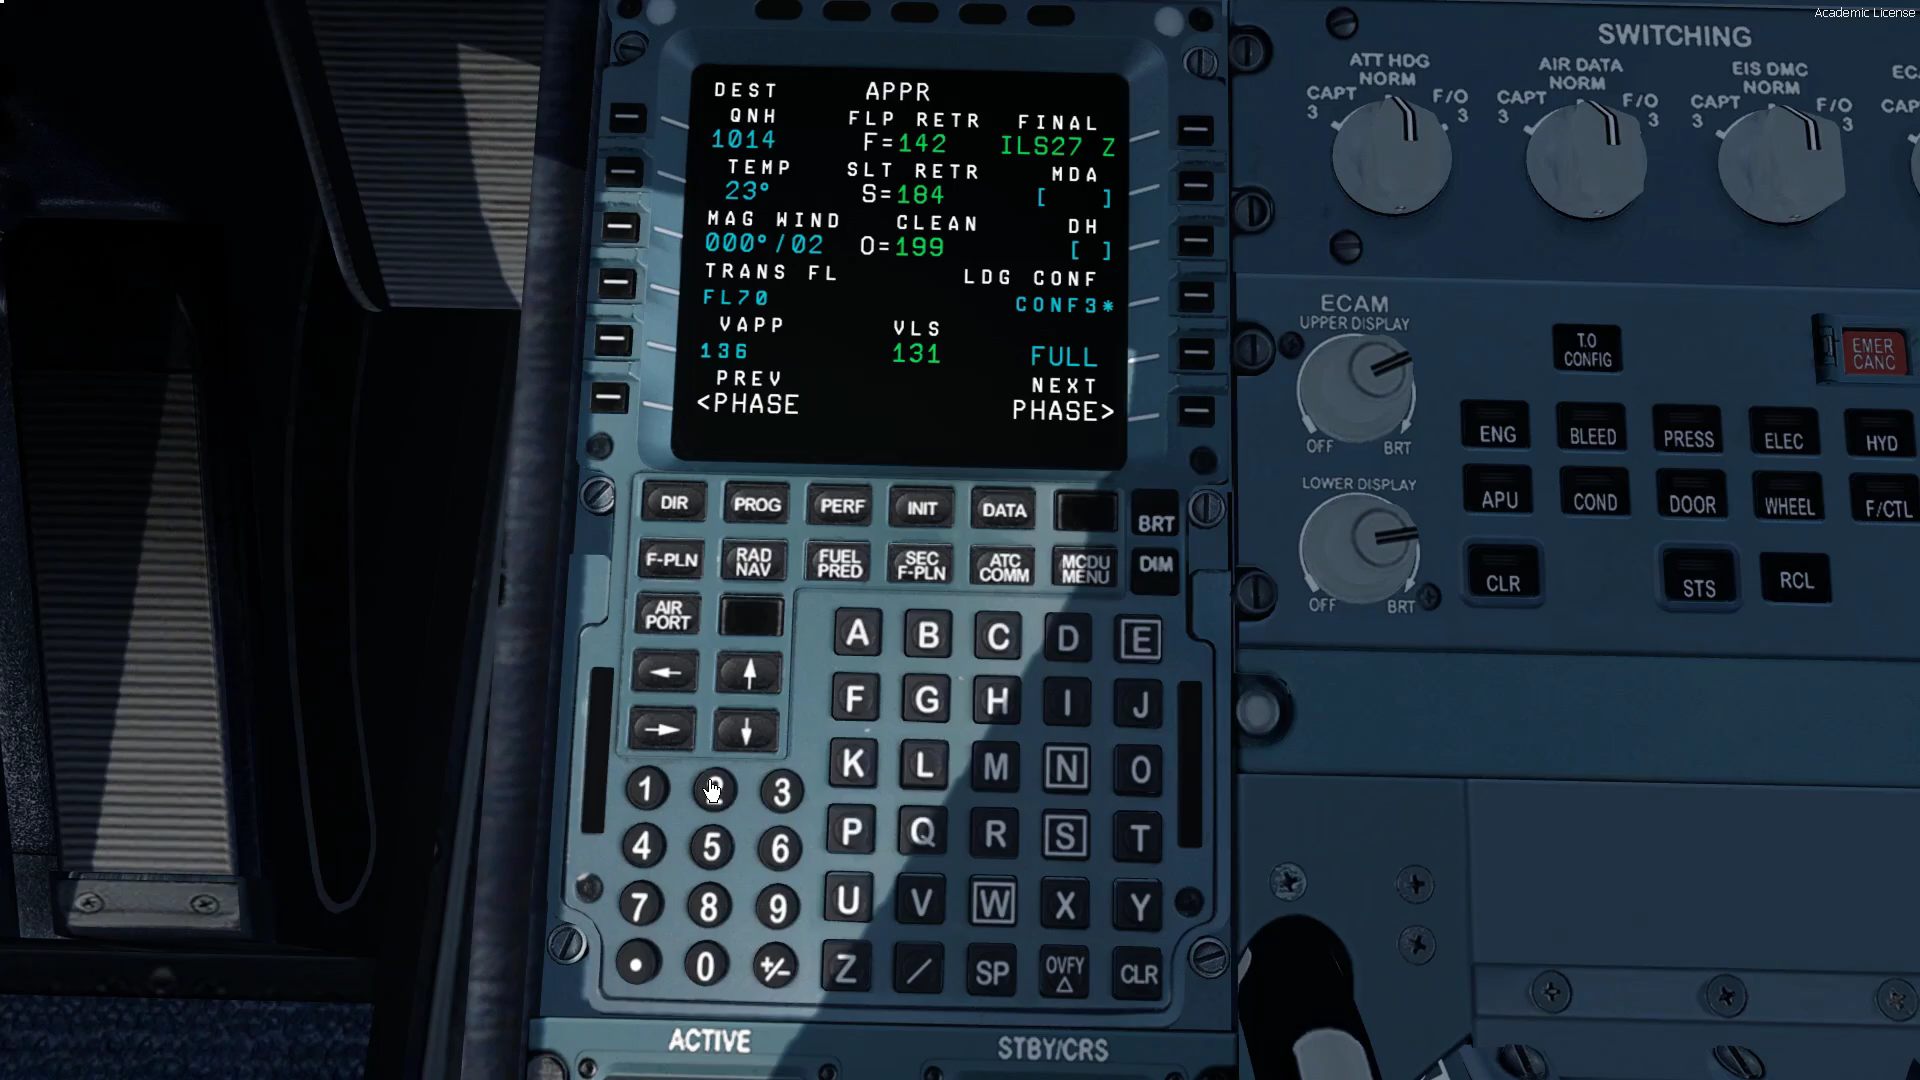 Academic License
DEST APPR
QNH FLP RETR FINAL
1014 F=142 ILS27 Z
TEMP SLT RETR MDA
23° S=184 [ ]
MAG WIND CLEAN DH
000°/02 O=199 [ ]
TRANS FL LDG CONF
FL70 CONF3*
VAPP VLS
136 131 FULL
PREV NEXT
<PHASE PHASE>
DIR PROG PERF INIT DATA
BRT
F-PLN RAD NAV FUEL PRED SEC F-PLN ATC COMM MCDU MENU
DIM
AIR PORT
← ↑
→ ↓
A B C D E
F G H I J
K L M N O
P Q R S T
U V W X Y
Z / SP OVFY △ CLR
1 3
4 5 6
7 8 9
. 0 +/-
ACTIVE STBY/CRS
SWITCHING
ATT HDG AIR DATA EIS DMC
NORM NORM NORM
CAPT F/O CAPT F/O CAPT F/O
3 3 3 3 3 3
ECAM
UPPER DISPLAY
OFF BRT
LOWER DISPLAY
OFF BRT
T.O CONFIG
EMER CANC
ENG BLEED PRESS ELEC HYD
APU COND DOOR WHEEL F/CTL
CLR STS RCL